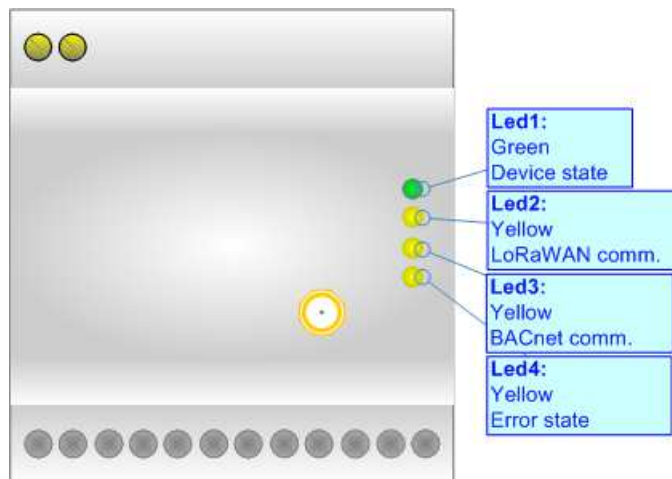 Led1:
Green
Device state
Led2:
Yellow
LoRaWAN comm.
Led3:
Yellow
BACnet comm.
Led4:
Yellow
Error state